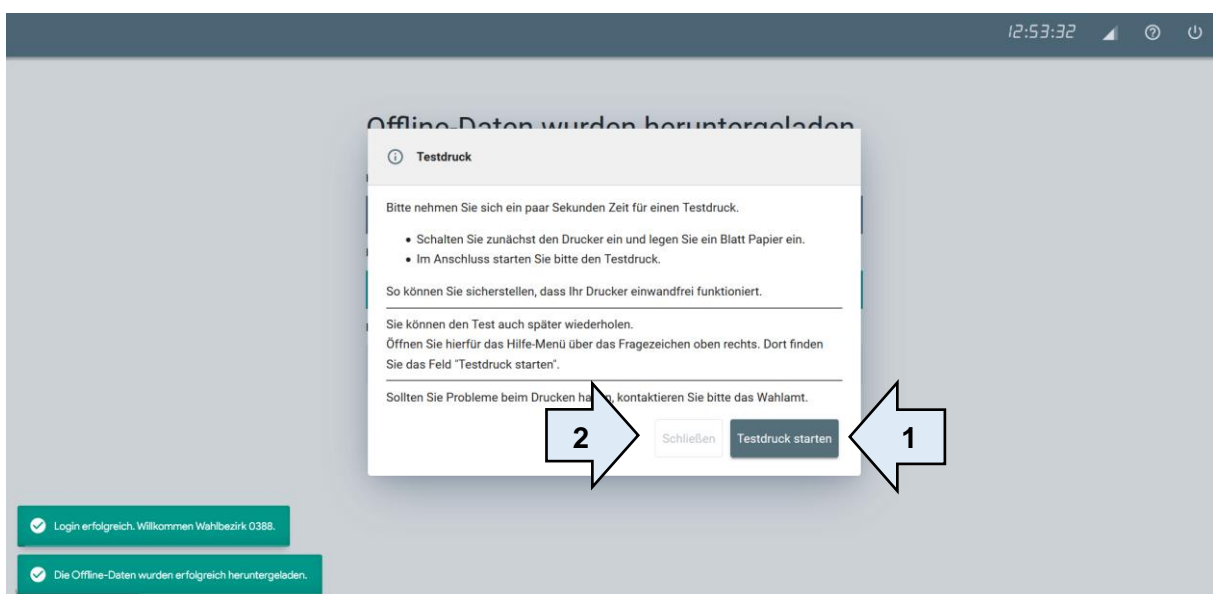 12:53:32
Offline-Daten wurden heruntergeladen
Testdruck
Bitte nehmen Sie sich ein paar Sekunden Zeit für einen Testdruck.
• Schalten Sie zunächst den Drucker ein und legen Sie ein Blatt Papier ein.
• Im Anschluss starten Sie bitte den Testdruck.
So können Sie sicherstellen, dass Ihr Drucker einwandfrei funktioniert.
Sie können den Test auch später wiederholen.
Öffnen Sie hierfür das Hilfe-Menü über das Fragezeichen oben rechts. Dort finden
Sie das Feld "Testdruck starten".
Sollten Sie Probleme beim Drucken haben, kontaktieren Sie bitte das Wahlamt.
2
Schließen
Testdruck starten
1
Login erfolgreich. Willkommen Wahlbezirk 0388.
Die Offline-Daten wurden erfolgreich heruntergeladen.